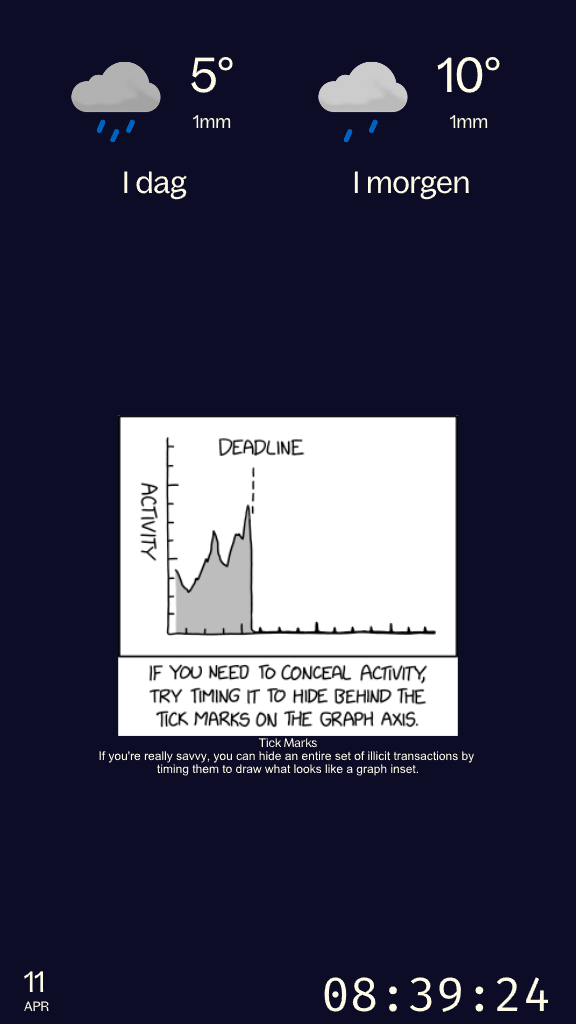 5°
1mm
I dag
10°
1mm
I morgen
DEADLINE
ACTIVITY
IF YOU NEED TO CONCEAL ACTIVITY,
TRY TIMING IT TO HIDE BEHIND THE
TICK MARKS ON THE GRAPH AXIS.
Tick Marks
If you're really savvy, you can hide an entire set of illicit transactions by
timing them to draw what looks like a graph inset.
11
APR
08:39:24